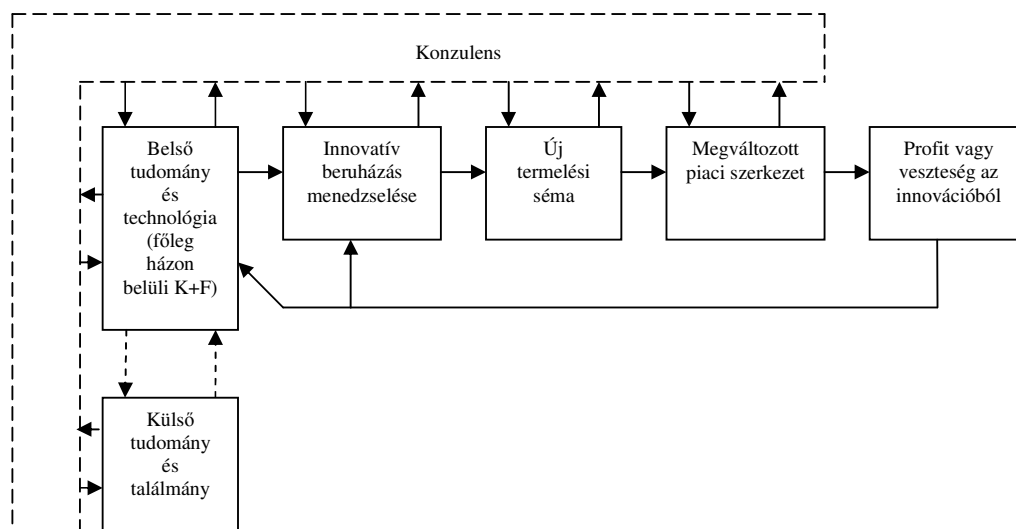 Konzulens
Belső
tudomány
és
technológia
(főleg
házon
belüli K+F)
Innovatív
beruházás
menedzselése
Új
termelési
séma
Megváltozott
piaci szerkezet
Profit vagy
veszteség az
innovációból
Külső
tudomány
és
találmány